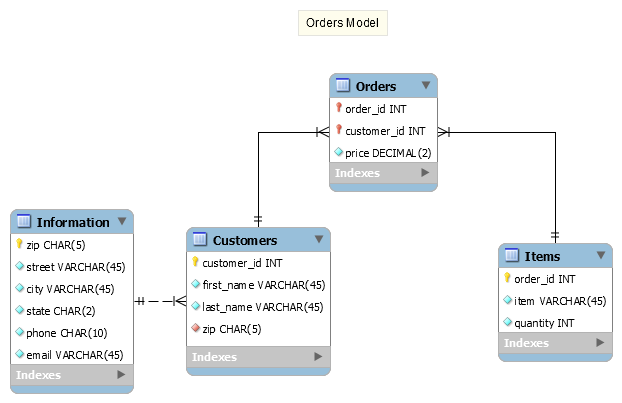 Orders Model
Orders
order_id INT
customer_id INT
price DECIMAL(2)
Indexes
Information
zip CHAR(5)
street VARCHAR(45)
city VARCHAR(45)
state CHAR(2)
phone CHAR(10)
email VARCHAR(45)
Indexes
Customers
customer_id INT
first_name VARCHAR(45)
last_name VARCHAR(45)
zip CHAR(5)
Indexes
Items
order_id INT
item VARCHAR(45)
quantity INT
Indexes